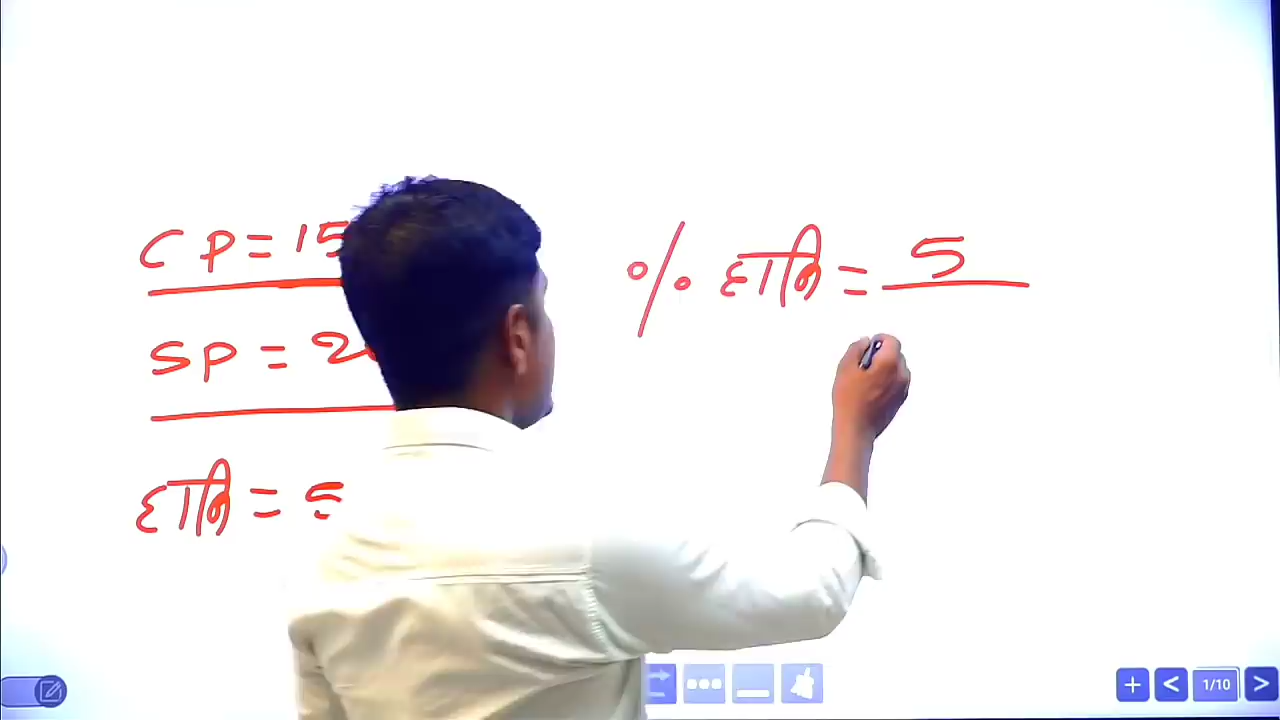 CP = 15
SP = 2
हानि = 5
% हानि = 5
1/10